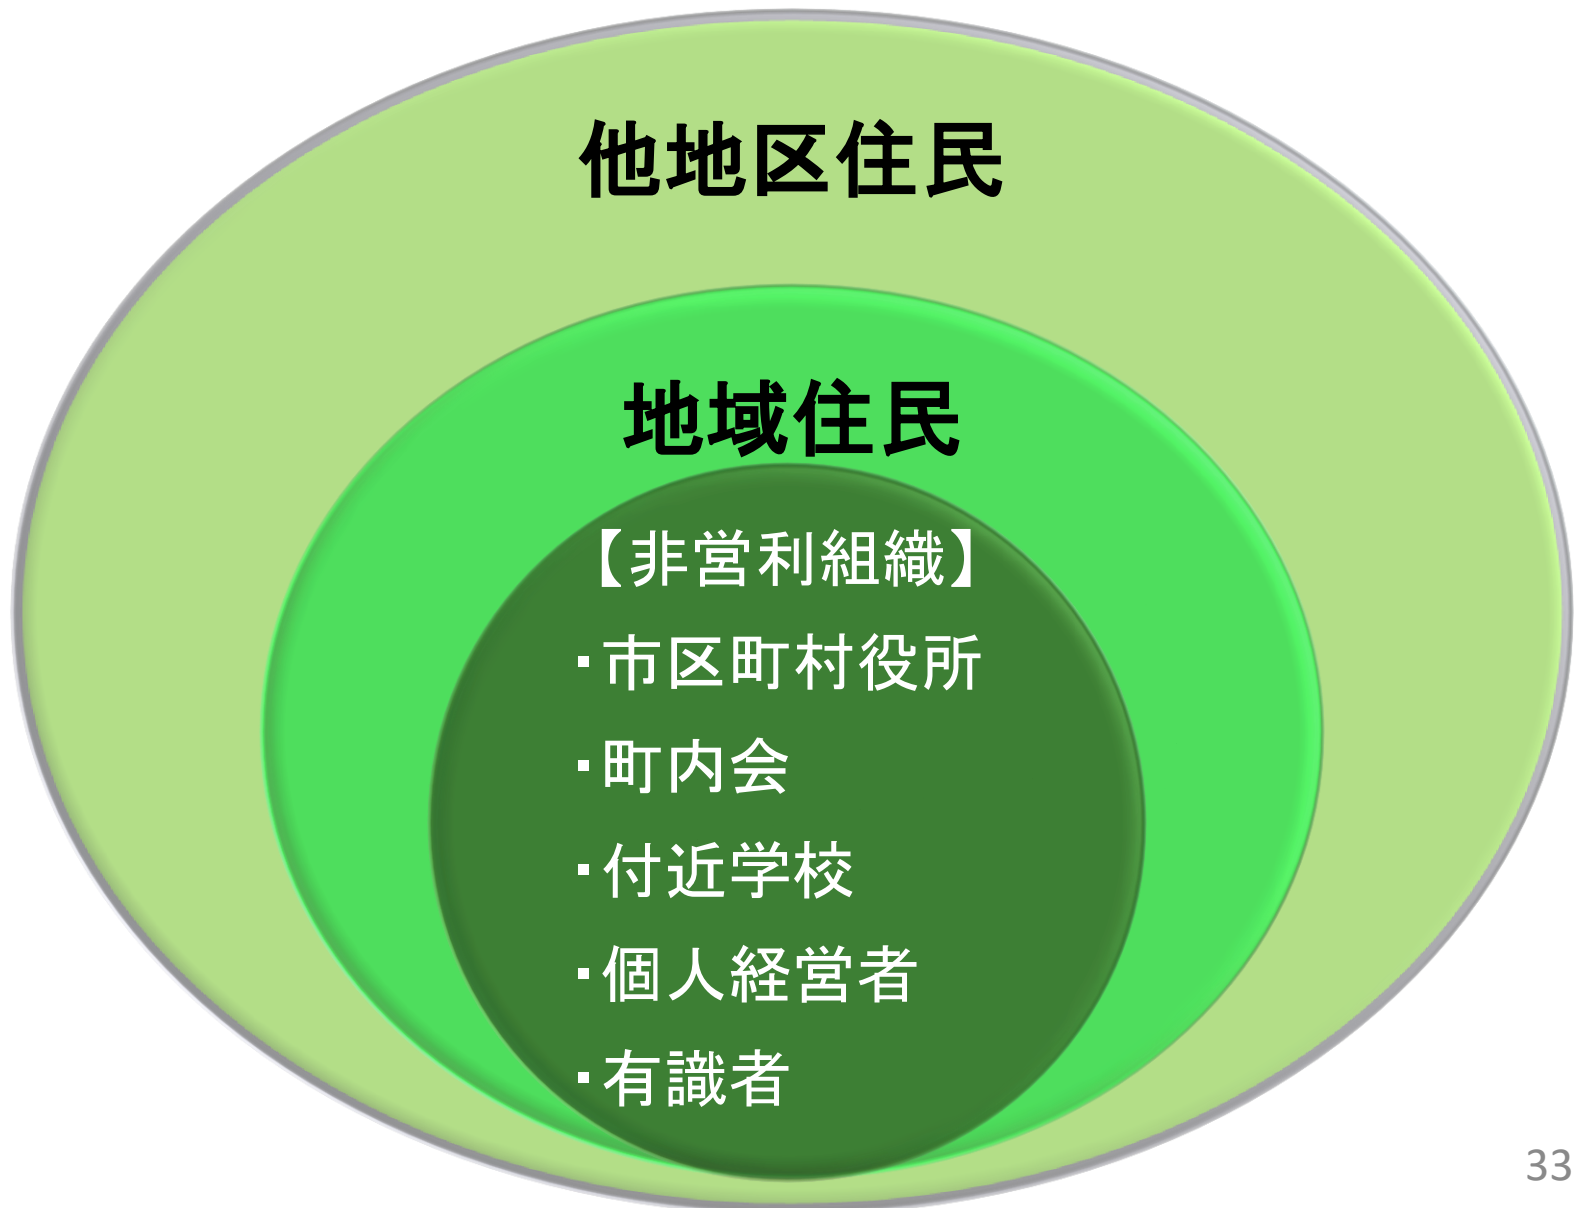 他地区住民
地域住民
【非営利組織】
・市区町村役所
・町内会
・付近学校
・個人経営者
・有識者
33